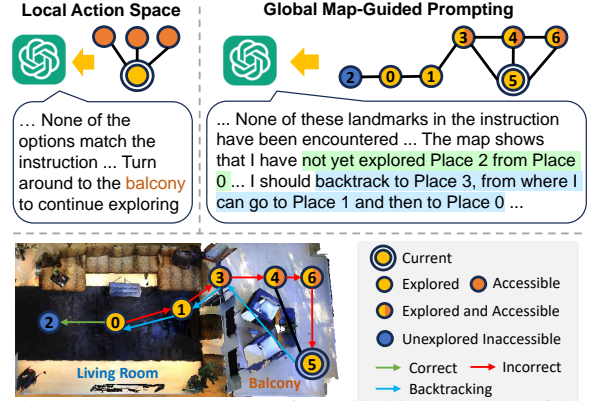 Local Action Space
... None of the
options match the
instruction ... Turn
around to the balcony
to continue exploring
Global Map-Guided Prompting
2
0
1
3
4
6
5
... None of these landmarks in the instruction
have been encountered ... The map shows
that I have not yet explored Place 2 from Place
0 ... I should backtrack to Place 3, from where I
can go to Place 1 and then to Place 0 ...
2
0
1
3
4
6
5
Living Room
Balcony
Current
Explored
Accessible
Explored and Accessible
Unexplored Inaccessible
Correct
Incorrect
Backtracking